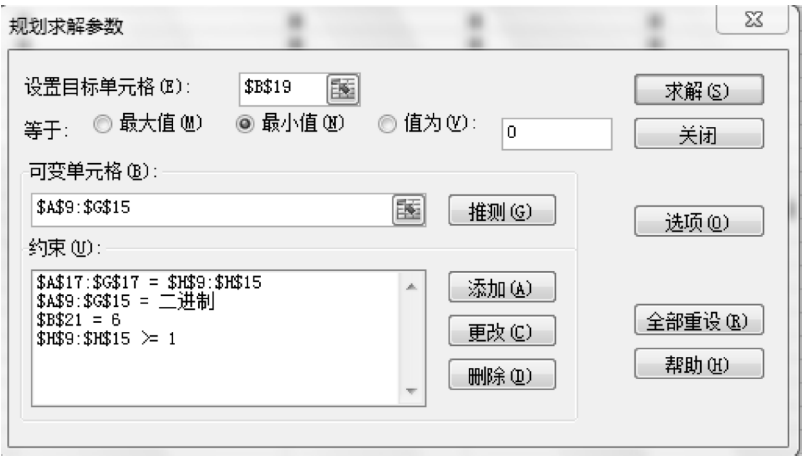 规划求解参数
设置目标单元格(E): $B$19 求解(S)
等于: 最大值(M) 最小值(N) 值为(V): 0 关闭
可变单元格(B):
$A$9:$G$15 推测(G) 选项(O)
约束(U):
$A$17:$G$17 = $H$9:$H$15 添加(A)
$A$9:$G$15 = 二进制
$B$21 = 6 更改(C) 全部重设(R)
$H$9:$H$15 >= 1
删除(D) 帮助(H)